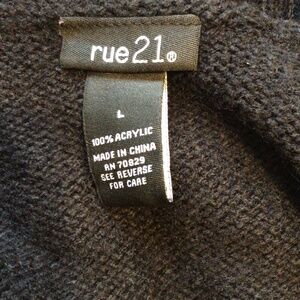 rue21®
L
100% ACRYLIC
MADE IN CHINA
RN 70829
SEE REVERSE
FOR CARE